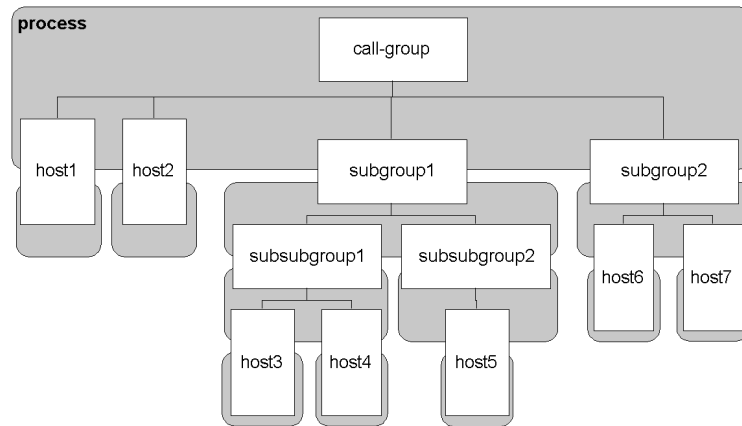 process
call-group
host1
host2
subgroup1
subgroup2
subsubgroup1
subsubgroup2
host6
host7
host3
host4
host5